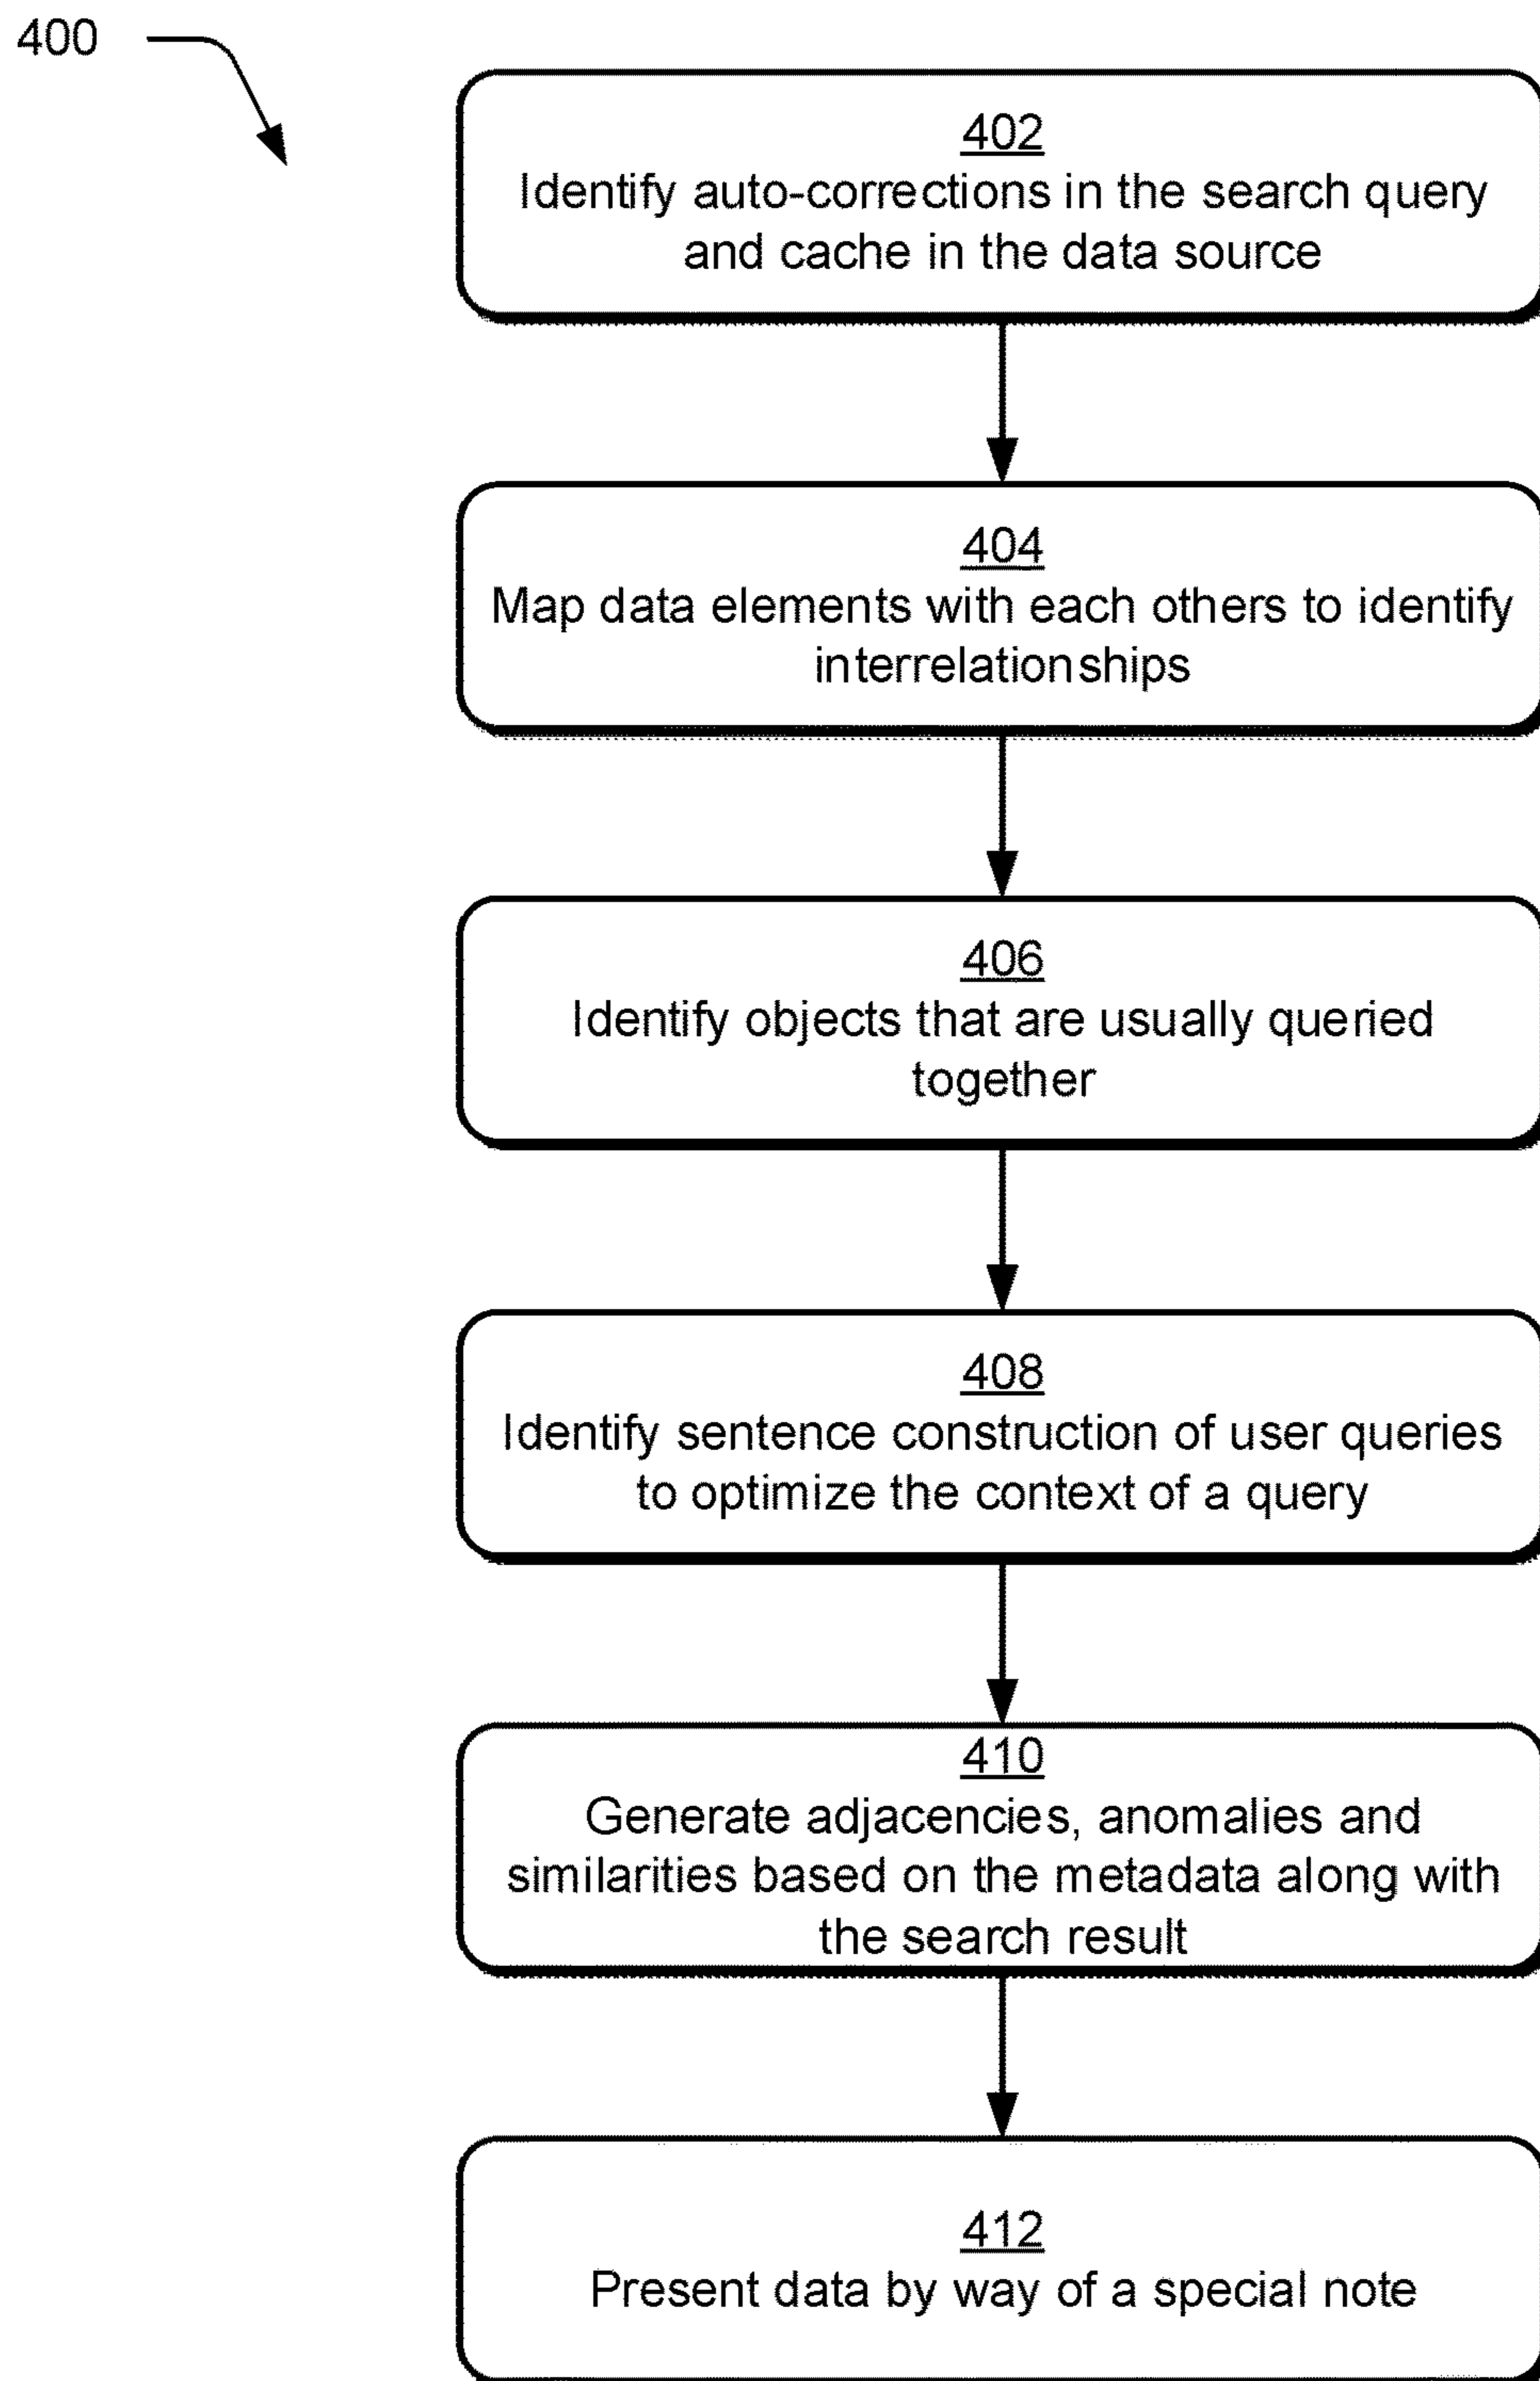 400
402
Identify auto-corrections in the search query
and cache in the data source
404
Map data elements with each others to identify
interrelationships
406
Identify objects that are usually queried
together
408
Identify sentence construction of user queries
to optimize the context of a query
410
Generate adjacencies, anomalies and
similarities based on the metadata along with
the search result
412
Present data by way of a special note